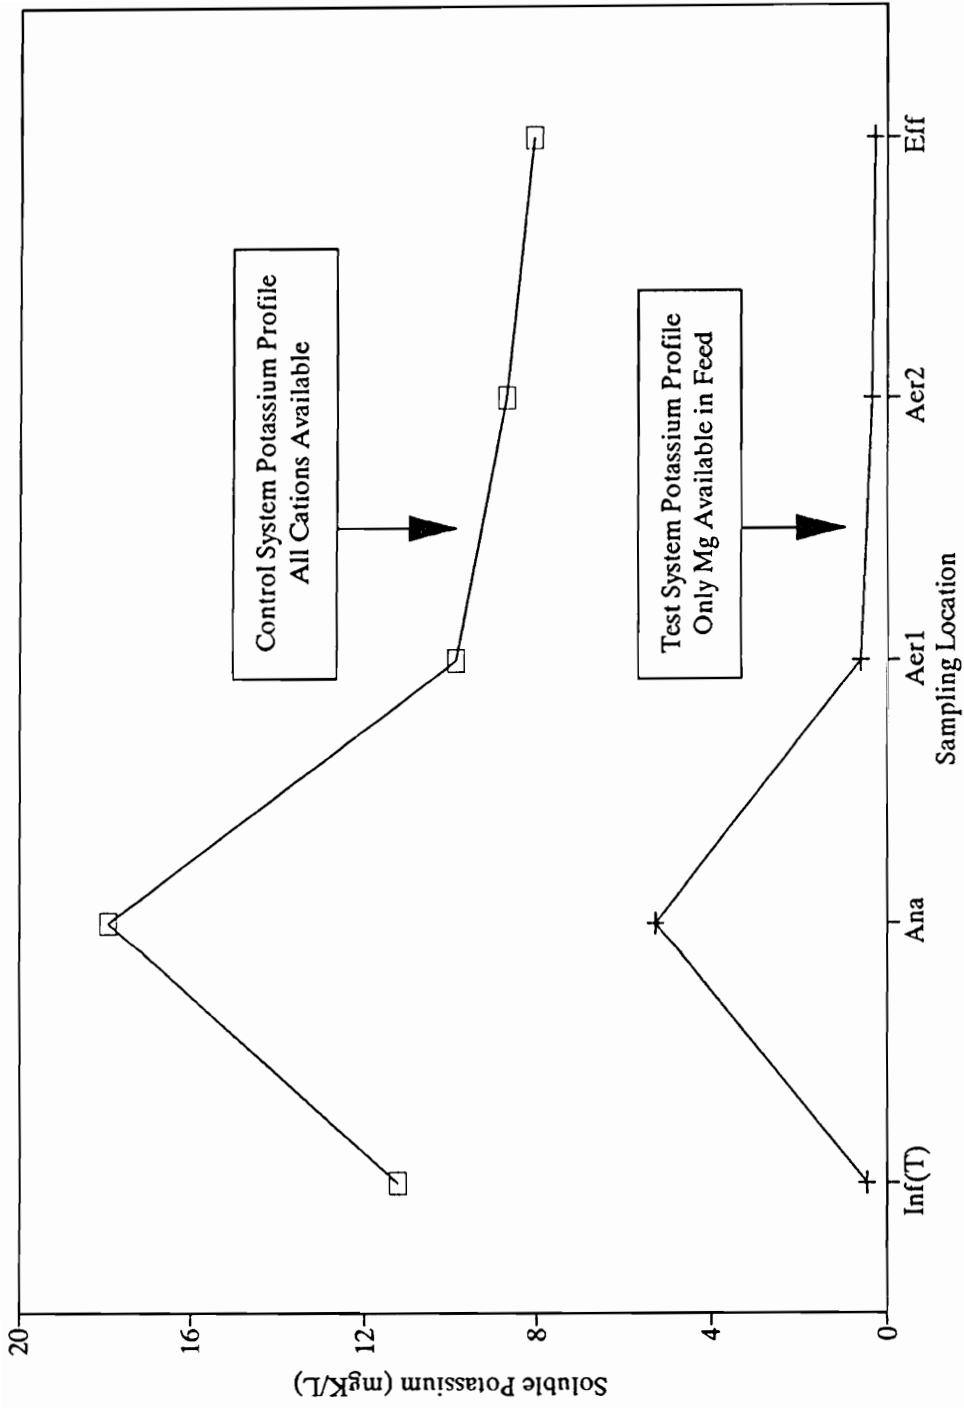 20
16
12
8
4
0
Soluble Potassium (mgK/L)
Control System Potassium Profile
All Cations Available
Test System Potassium Profile
Only Mg Available in Feed
Inf(T)
Ana
Aer1
Aer2
Eff
Sampling Location